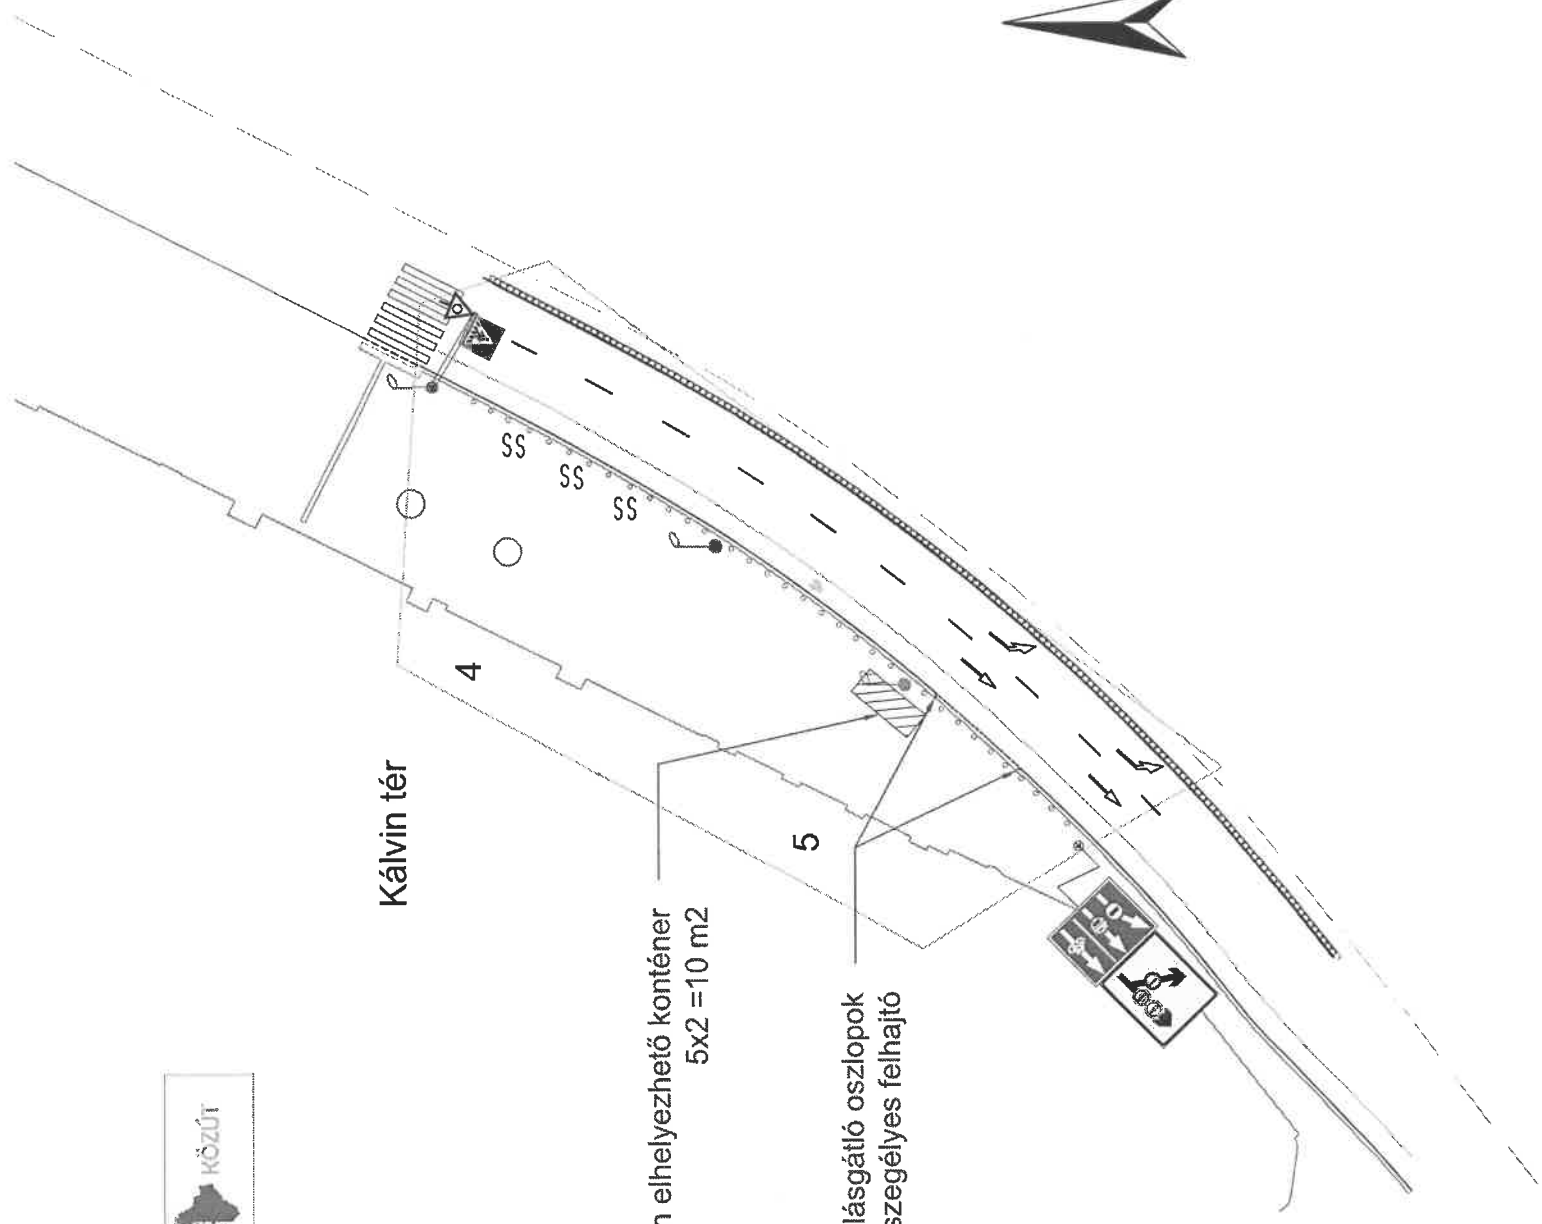 KÖZÚT
Kálvin tér
4
SS
SS
SS
n elhelyezhető konténer
5x2 =10 m2
5
lásgátló oszlopok
szegélyes felhajtó